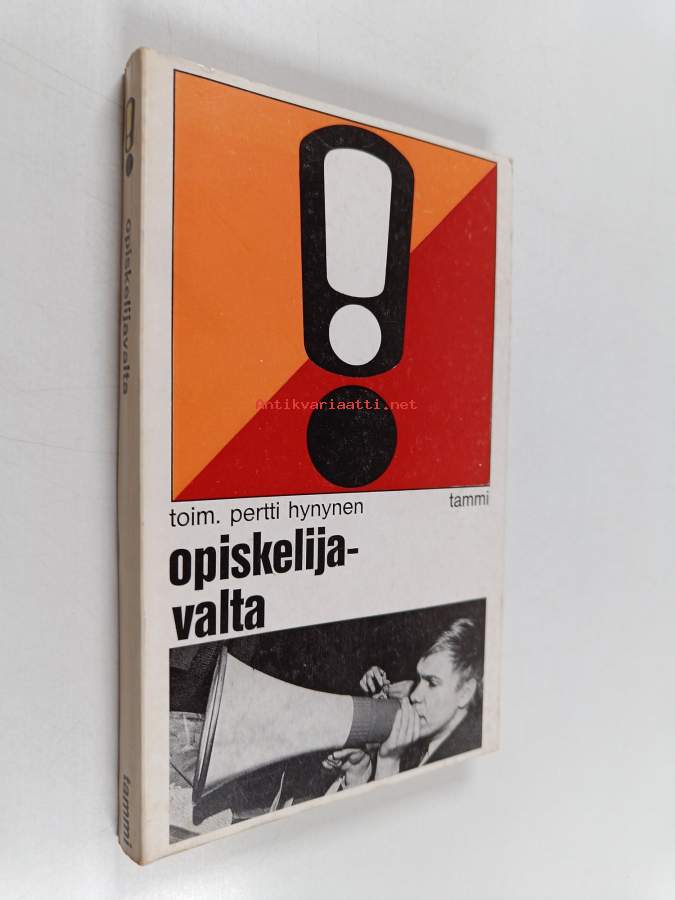 Antikvariaatti.net
toim. pertti hynynen
tammi
opiskelija-
valta
opiskelijavalta
tammi